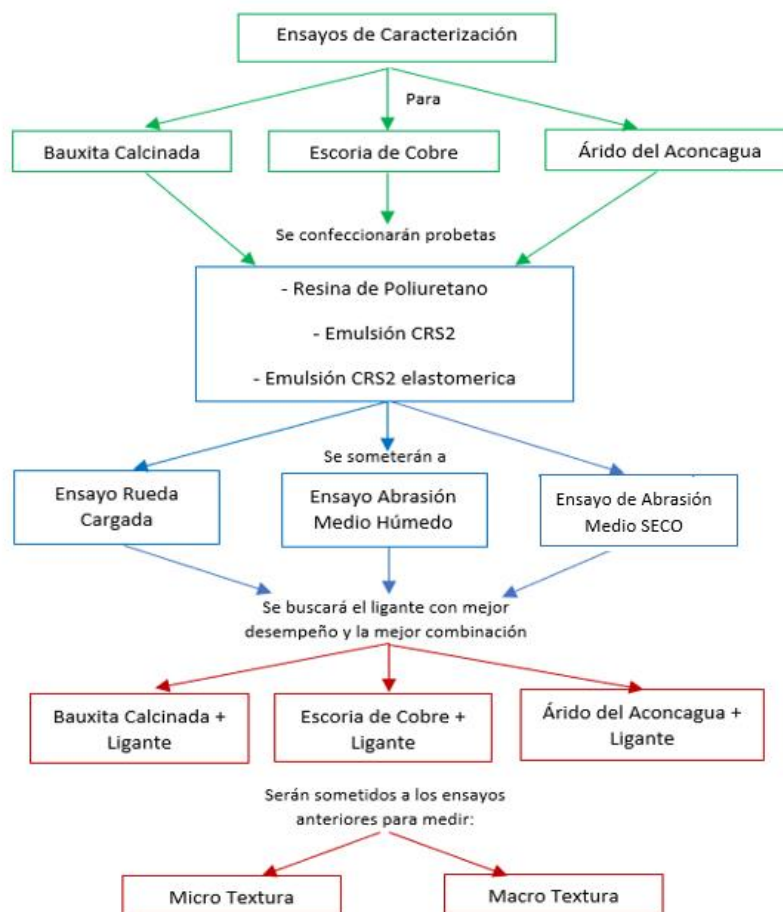 Ensayos de Caracterización
Para
Bauxita Calcinada
Escoria de Cobre
Árido del Aconcagua
Se confeccionarán probetas
- Resina de Poliuretano
- Emulsión CRS2
- Emulsión CRS2 elastomerica
Se someterán a
Ensayo Rueda
Cargada
Ensayo Abrasión
Medio Húmedo
Ensayo de Abrasión
Medio SECO
Se buscará el ligante con mejor
desempeño y la mejor combinación
Bauxita Calcinada +
Ligante
Escoria de Cobre +
Ligante
Árido del Aconcagua +
Ligante
Serán sometidos a los ensayos
anteriores para medir:
Micro Textura
Macro Textura